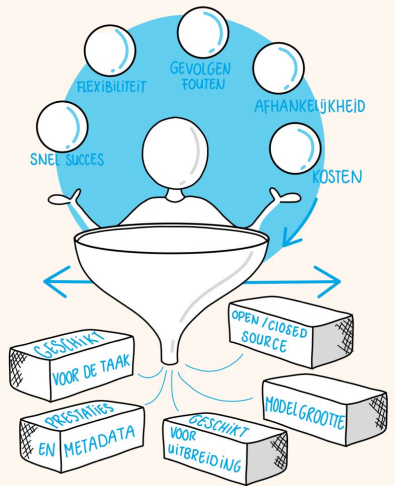 FLEXIBILITEIT
GEVOLGEN
FOUTEN
AFHANKELIJKHEID
SNEL SUCCES
KOSTEN
OPEN/CLOSED
SOURCE
GESCHIKT
VOOR DE TAAK
MODELGROOTTE
PRESTATIES
EN METADATA
GESCHIKT
VOOR
UITBREIDING